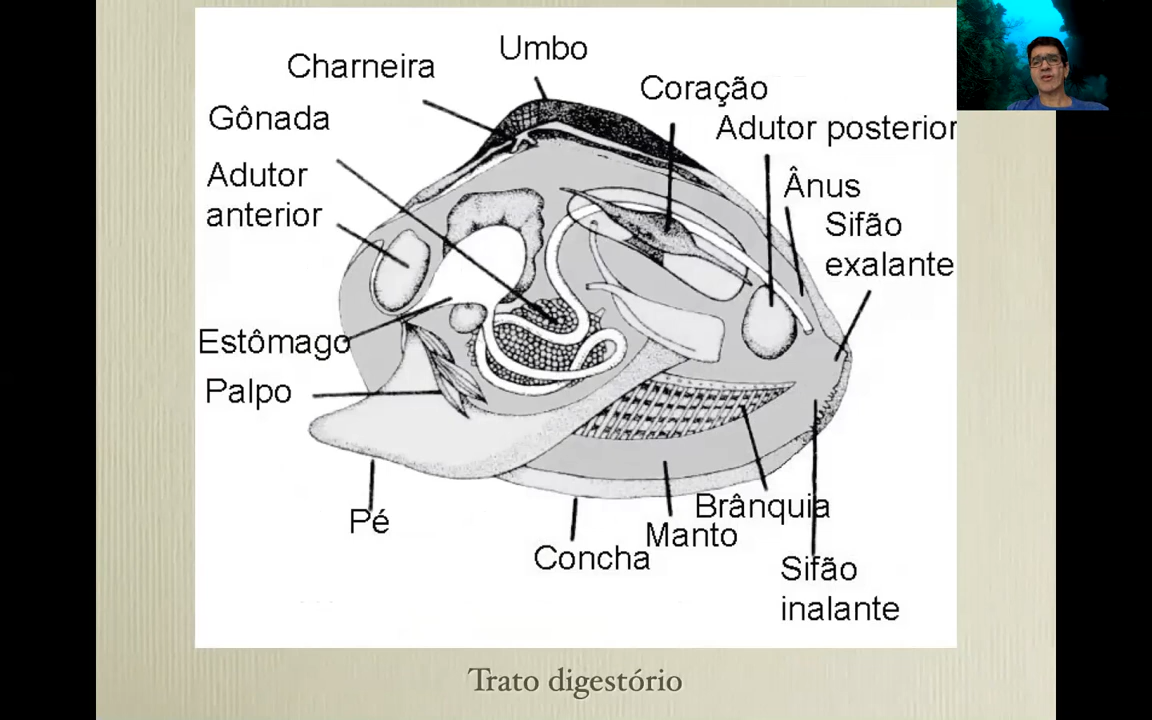 Umbo
Charneira
Coração
Gônada
Adutor posterior
Adutor
anterior
Ânus
Sifão
exalante
Estômago
Palpo
Brânquia
Pé
Manto
Concha
Sifão
inalante
Trato digestório